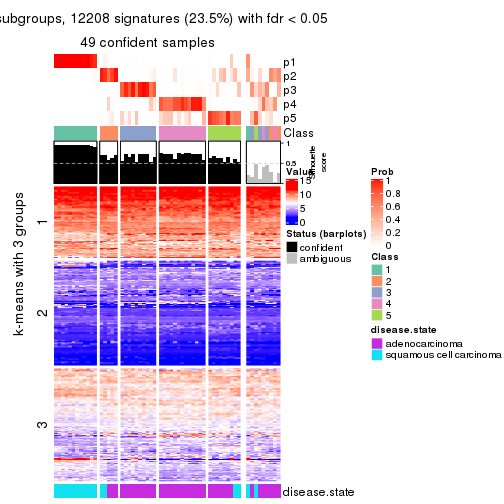 subgroups, 12208 signatures (23.5%) with fdr < 0.05
49 confident samples
p1
p2
p3
p4
p5
Class
1
0.5
0
silhouette
score
k-means with 3 groups
1
2
3
disease.state
Value
15
10
5
0
Status (barplots)
confident
ambiguous
Prob
1
0.8
0.6
0.4
0.2
0
Class
1
2
3
4
5
disease.state
adenocarcinoma
squamous cell carcinoma